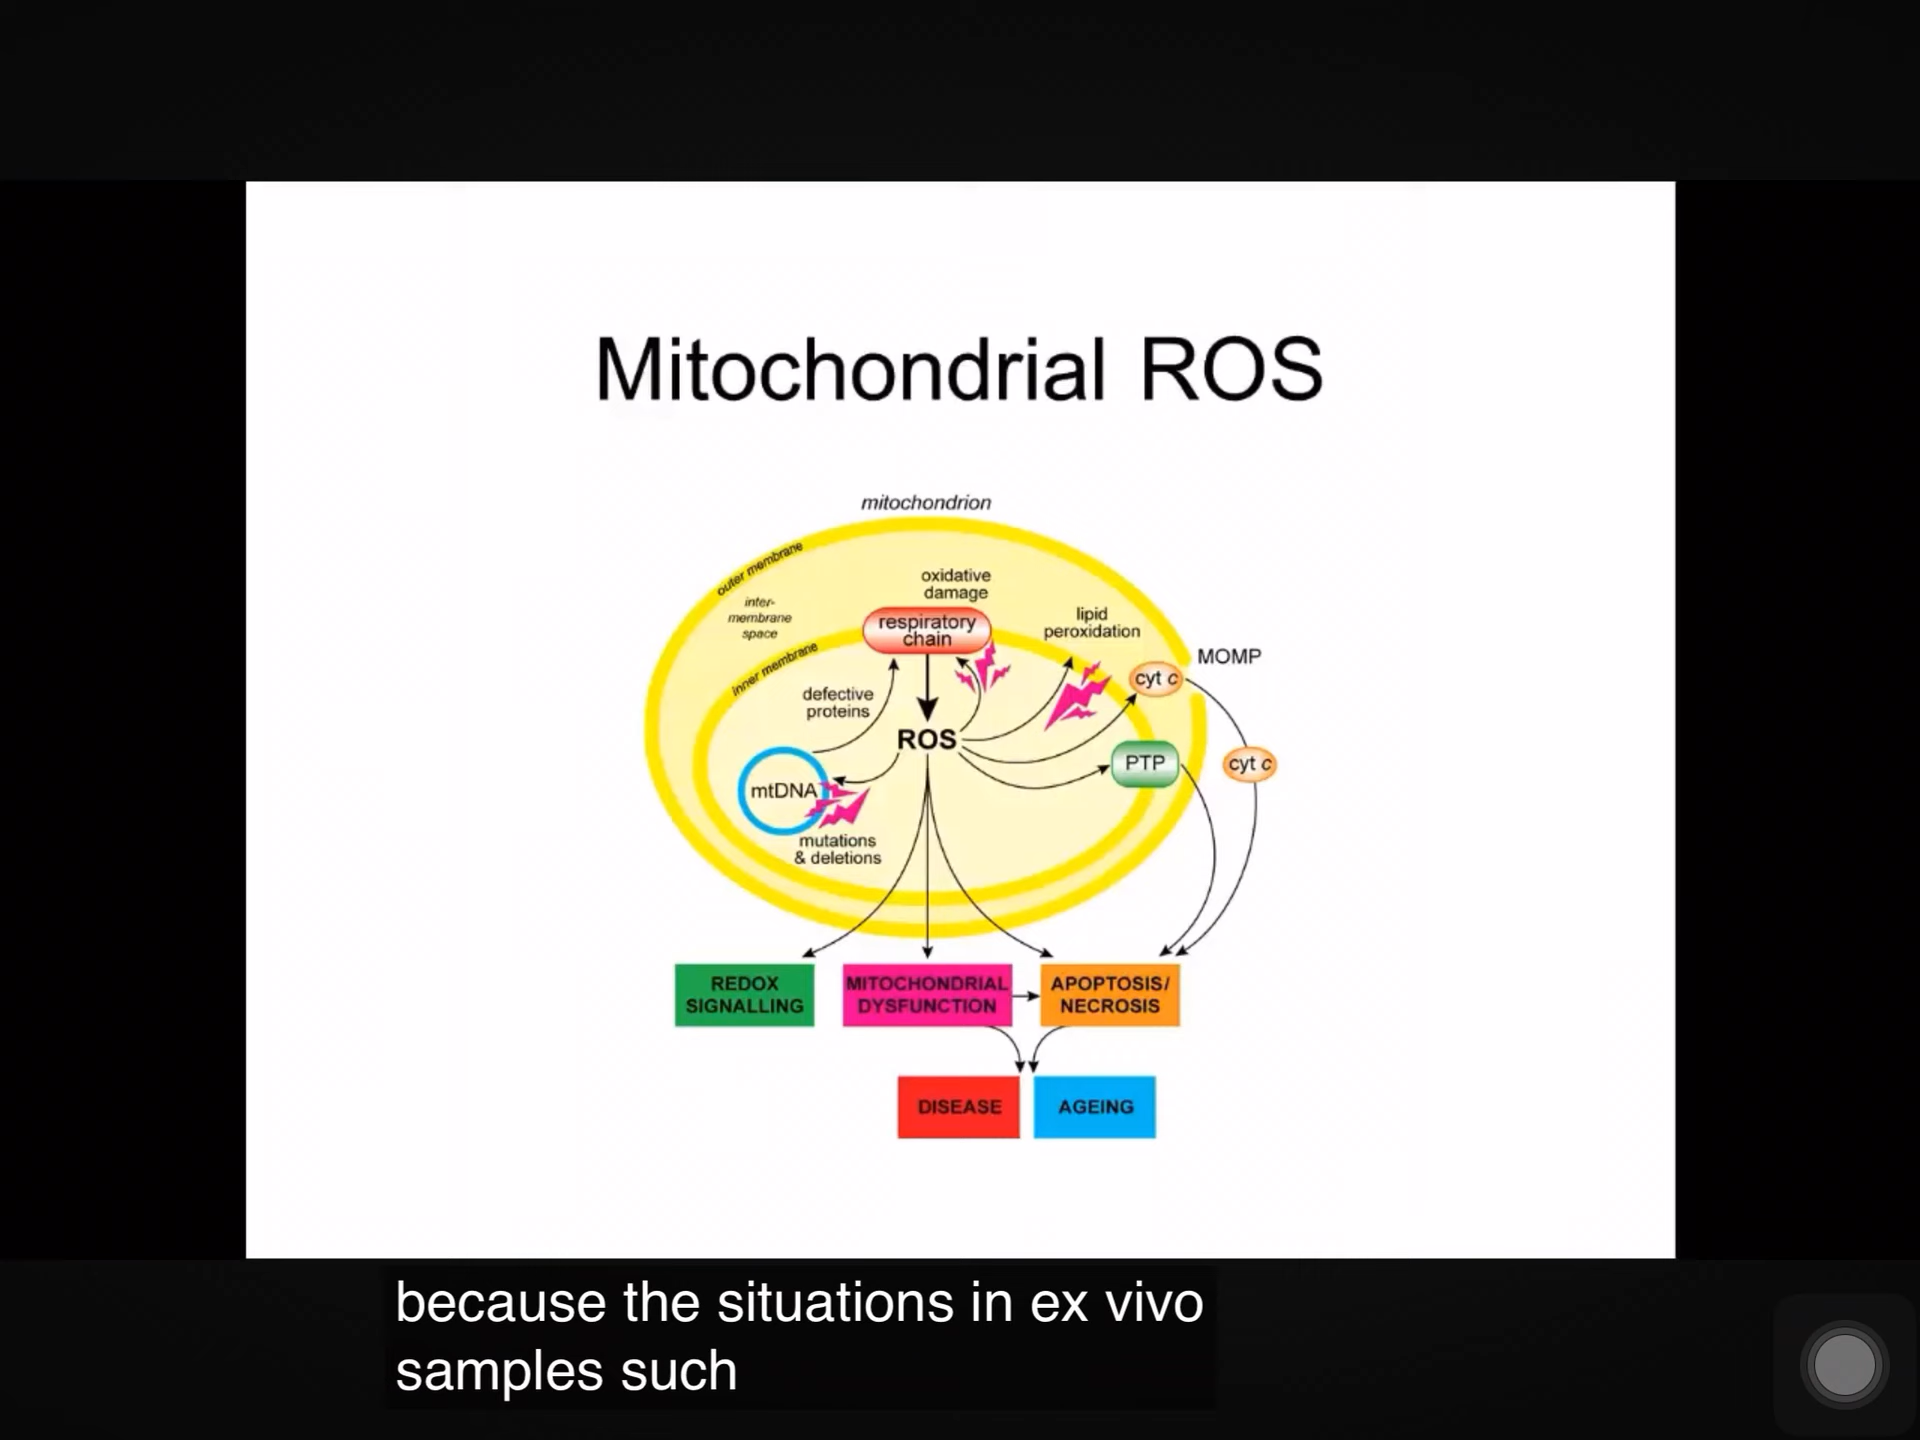 Mitochondrial ROS
mitochondrion
outer membrane
inter-
membrane
space
inner membrane
oxidative
damage
respiratory
chain
lipid
peroxidation
MOMP
cyt c
defective
proteins
ROS
PTP
cyt c
mtDNA
mutations
& deletions
REDOX
SIGNALLING
MITOCHONDRIAL
DYSFUNCTION
APOPTOSIS/
NECROSIS
DISEASE
AGEING
because the situations in ex vivo
samples such